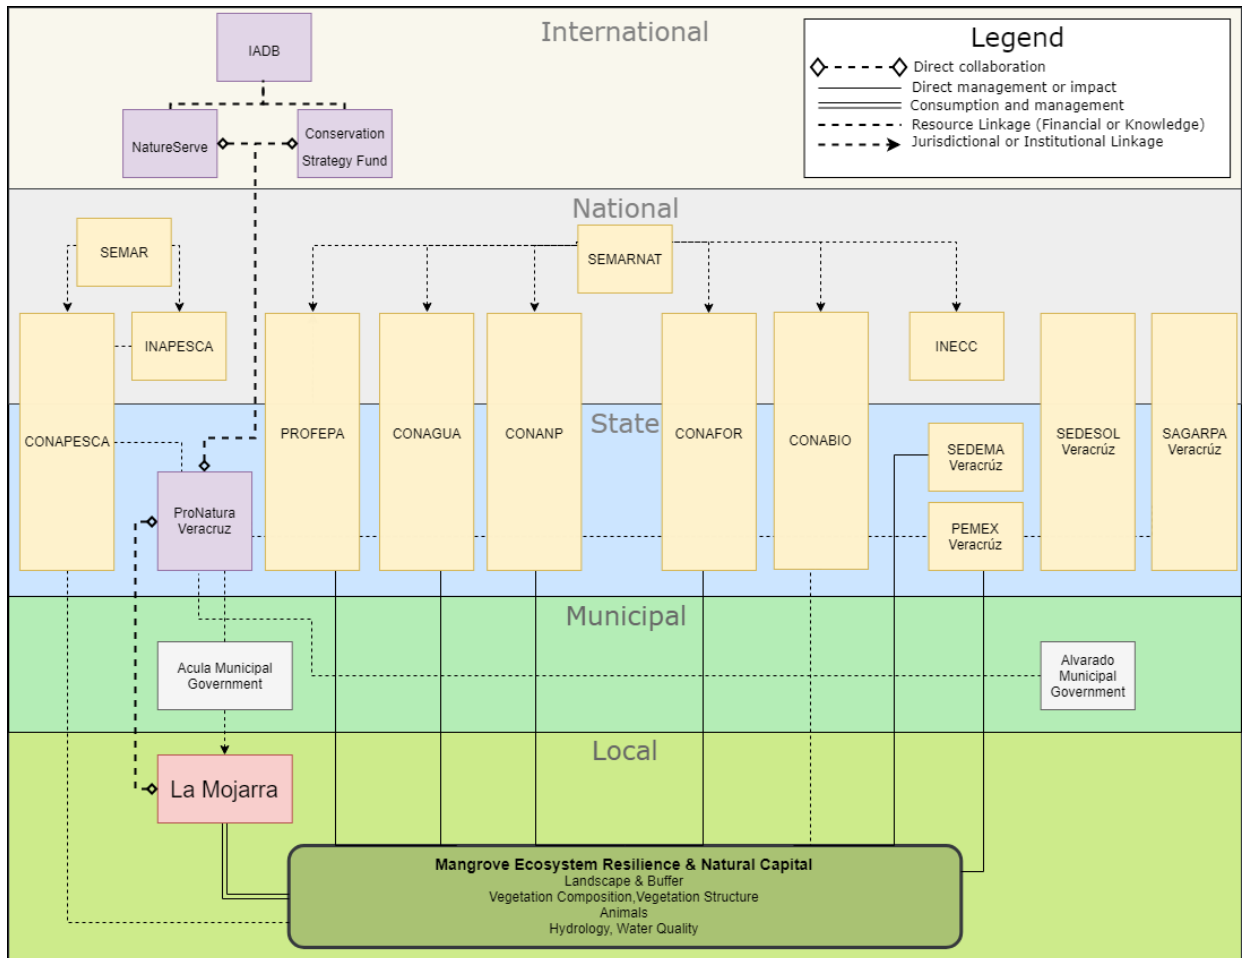 International
IADB
NatureServe
Conservation
Strategy Fund
Legend
Direct collaboration
Direct management or impact
Consumption and management
Resource Linkage (Financial or Knowledge)
Jurisdictional or Institutional Linkage
National
SEMAR
SEMARNAT
INAPESCA
INECC
State
CONAPESCA
PROFEPA
CONAGUA
CONANP
CONAFOR
CONABIO
SEDEMA
Veracrúz
SEDESOL
Veracrúz
SAGARPA
Veracrúz
ProNatura
Veracruz
PEMEX
Veracrúz
Municipal
Acula Municipal
Government
Alvarado
Municipal
Government
Local
La Mojarra
Mangrove Ecosystem Resilience & Natural Capital
Landscape & Buffer
Vegetation Composition,Vegetation Structure
Animals
Hydrology, Water Quality